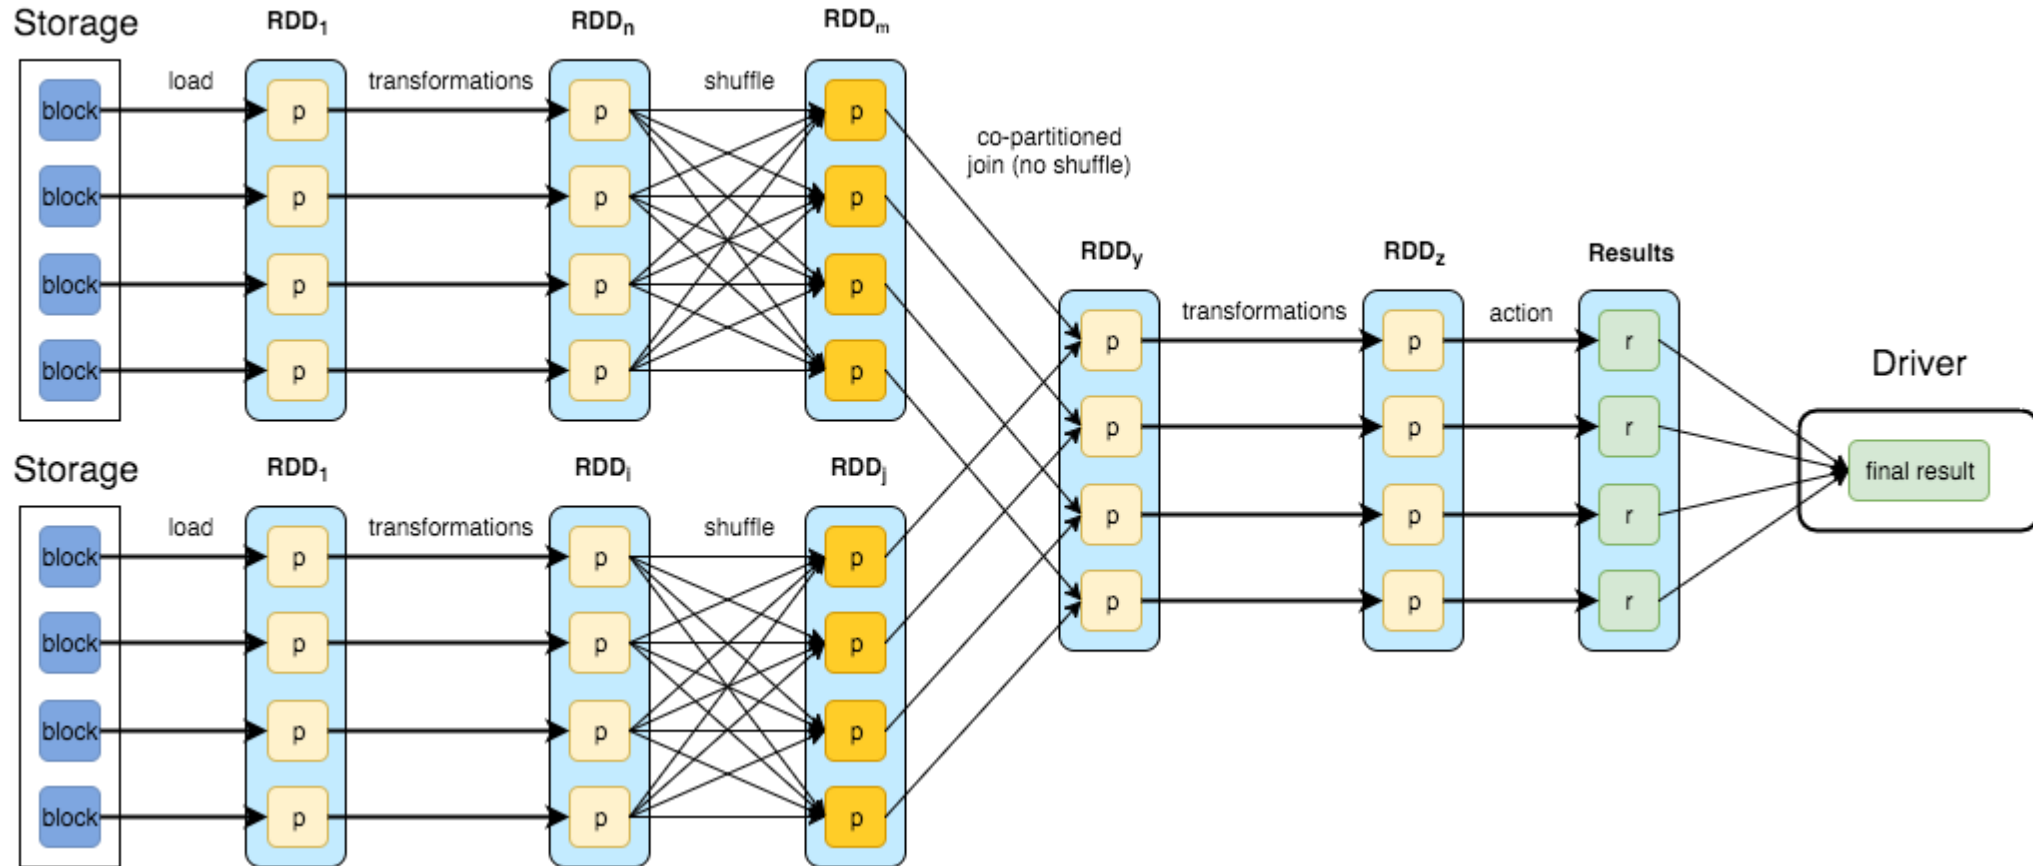 Storage
RDD₁
RDDₙ
RDDₘ
load
transformations
shuffle
block
p
p
p
block
p
p
p
block
p
p
p
block
p
p
p
co-partitioned
join (no shuffle)
Storage
RDD₁
RDDᵢ
RDDⱼ
load
transformations
shuffle
block
p
p
p
block
p
p
p
block
p
p
p
block
p
p
p
RDDy
RDDz
Results
transformations
action
p
p
r
p
p
r
p
p
r
p
p
r
Driver
final result